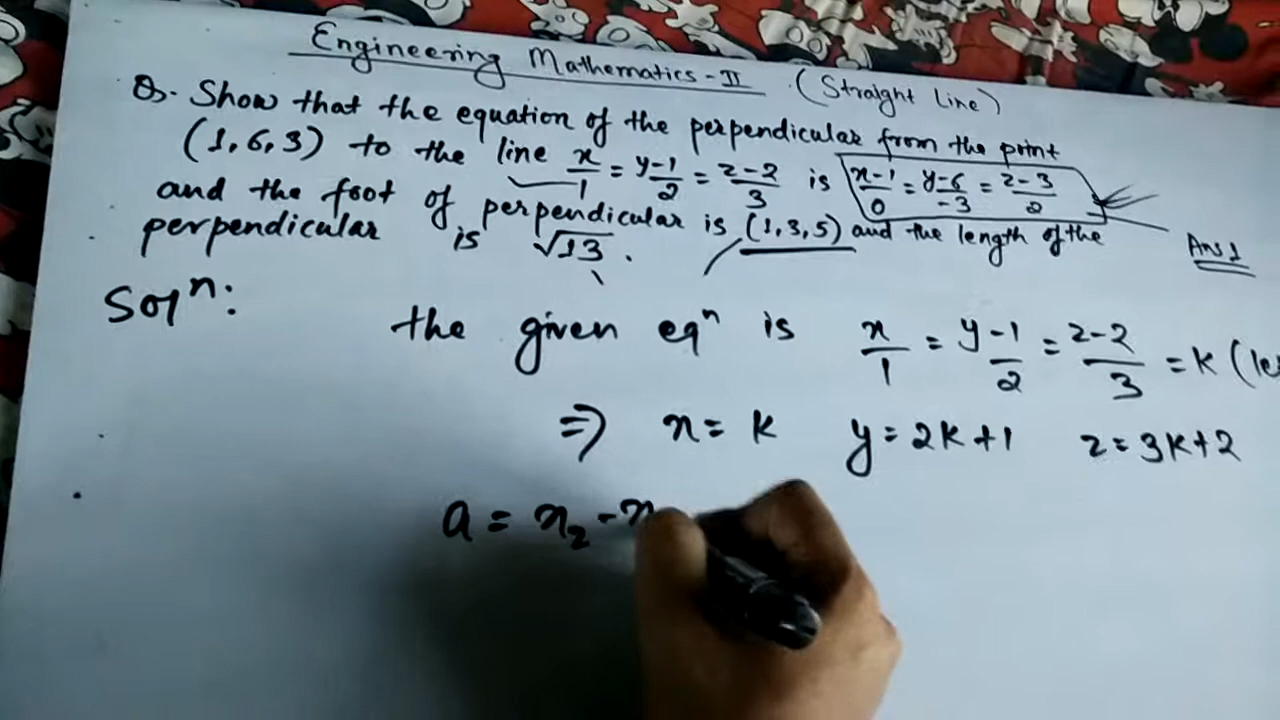 Engineering Mathematics-II (Straight Line)
Q. Show that the equation of the perpendicular from the point
(1,6,3) to the line x/1 = y-1/2 = z-2/3 is x-1/0 = y-6/-3 = z-3/2
and the foot of perpendicular is (1,3,5) and the length of the
perpendicular is √13.
Ans 1
Solⁿ: the given eqⁿ is x/1 = y-1/2 = z-2/3 = K
⇒ x = K y = 2K+1 z = 3K+2
a = x₂ - x